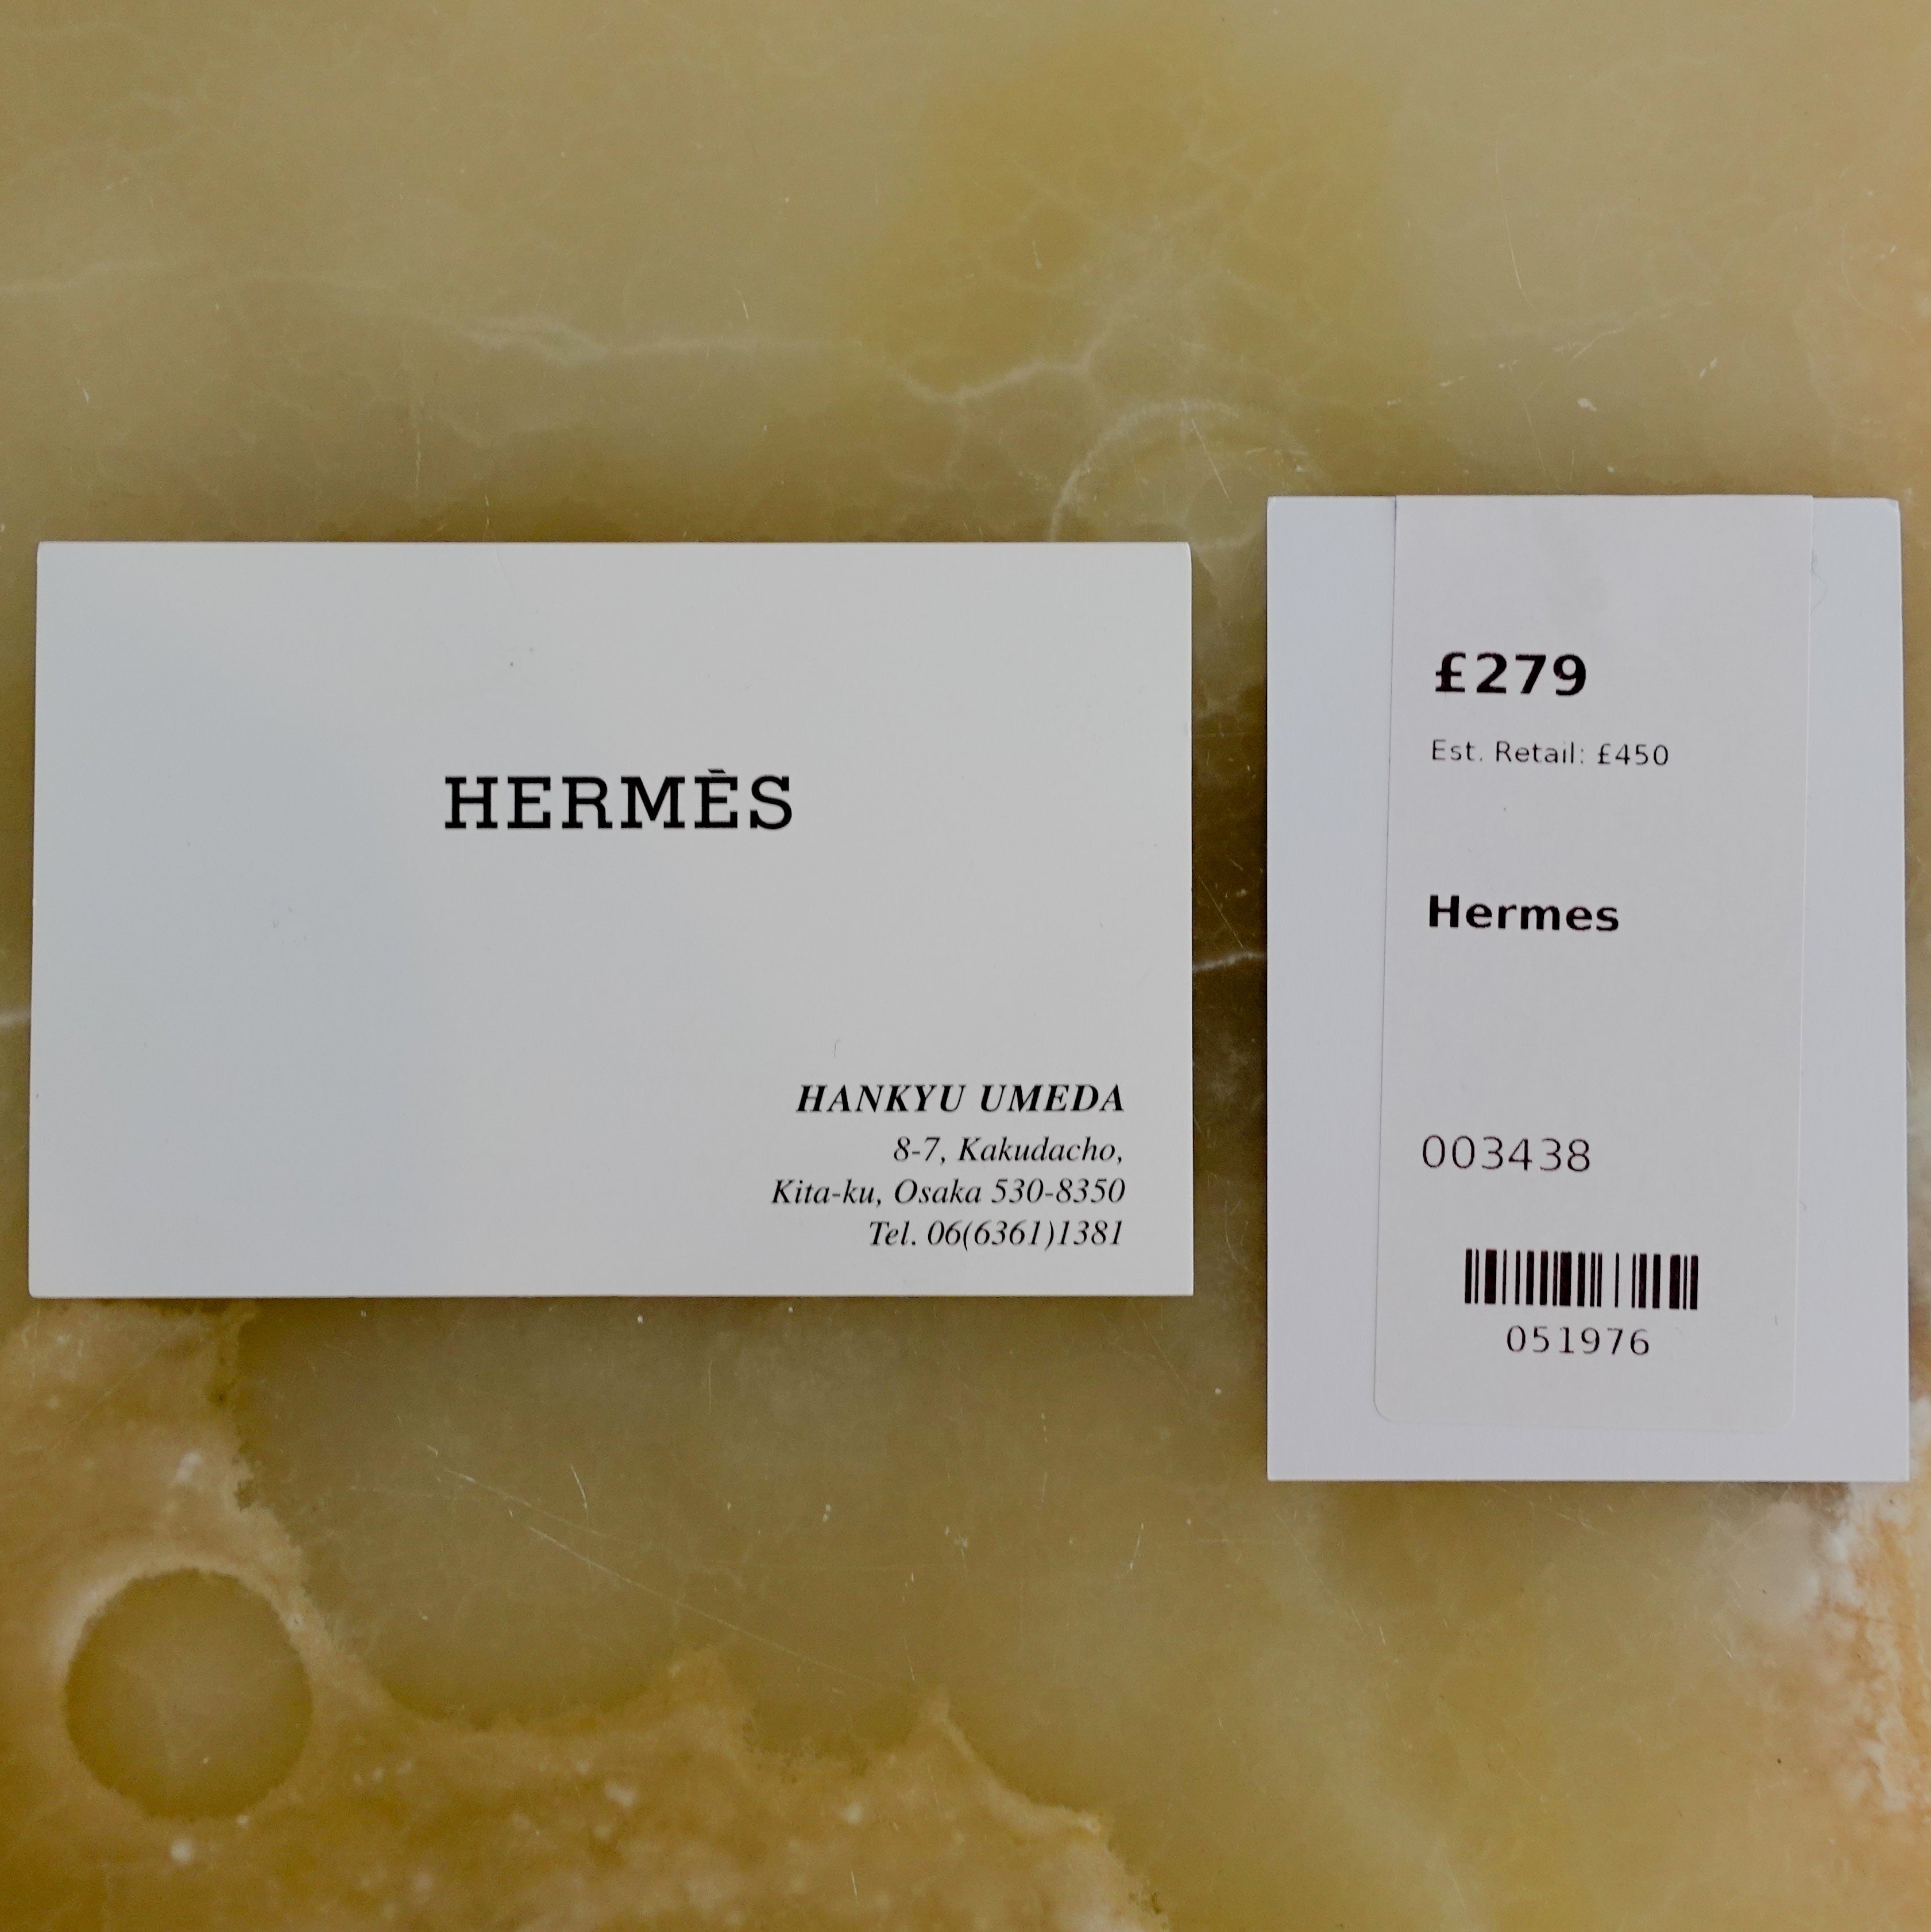 HERMÈS
HANKYU UMEDA
8-7, Kakudacho,
Kita-ku, Osaka 530-8350
Tel. 06(6361)1381
£279
Est. Retail: £450
Hermes
003438
051976